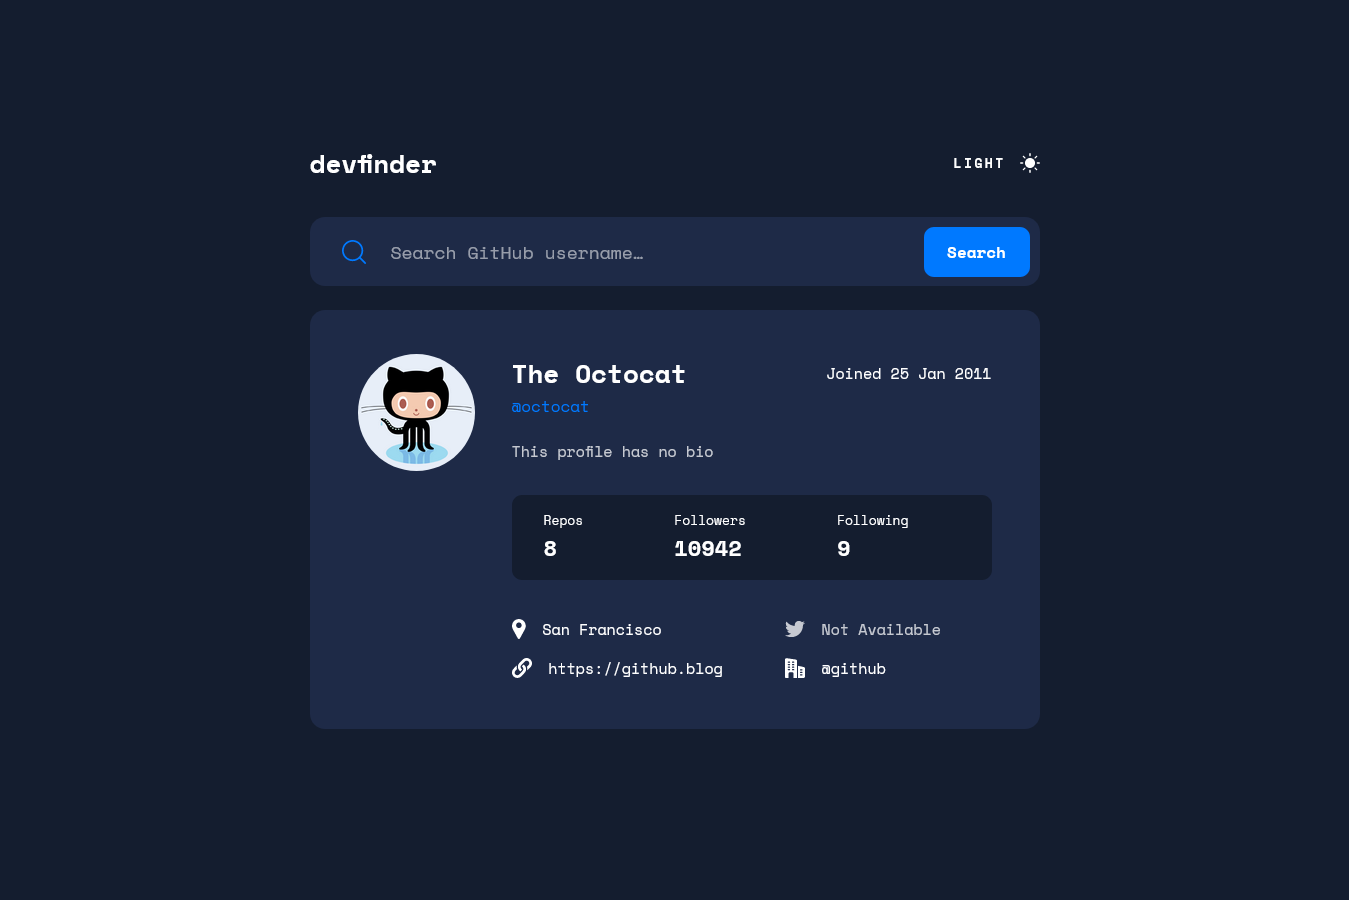 devfinder
LIGHT
Search GitHub username…
Search
The Octocat
Joined 25 Jan 2011
@octocat
This profile has no bio
Repos Followers Following
8 10942 9
San Francisco
Not Available
https://github.blog
@github